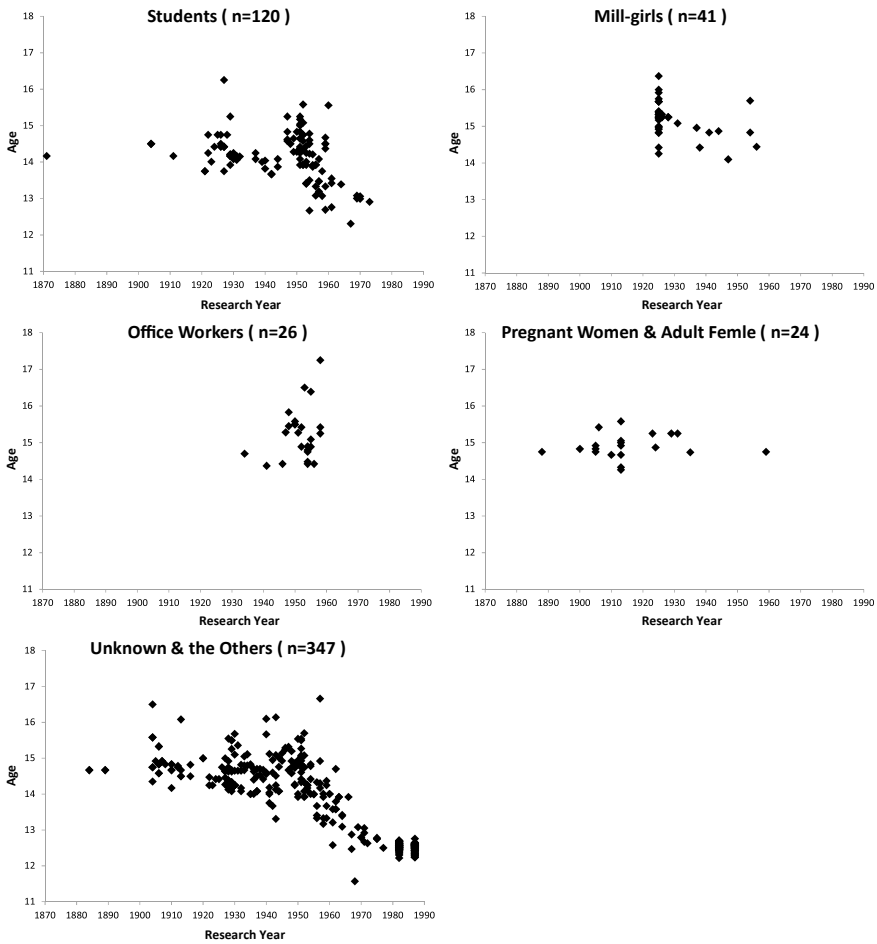 Students ( n=120 )
18
17
16
15
14
13
12
11
Age
1870 1880 1890 1900 1910 1920 1930 1940 1950 1960 1970 1980 1990
Research Year
Mill-girls ( n=41 )
18
17
16
15
14
13
12
11
Age
1870 1880 1890 1900 1910 1920 1930 1940 1950 1960 1970 1980 1990
Research Year
Office Workers ( n=26 )
18
17
16
15
14
13
12
11
Age
1870 1880 1890 1900 1910 1920 1930 1940 1950 1960 1970 1980 1990
Research Year
Pregnant Women & Adult Femle ( n=24 )
18
17
16
15
14
13
12
11
Age
1870 1880 1890 1900 1910 1920 1930 1940 1950 1960 1970 1980 1990
Research Year
Unknown & the Others ( n=347 )
18
17
16
15
14
13
12
11
Age
1870 1880 1890 1900 1910 1920 1930 1940 1950 1960 1970 1980 1990
Research Year